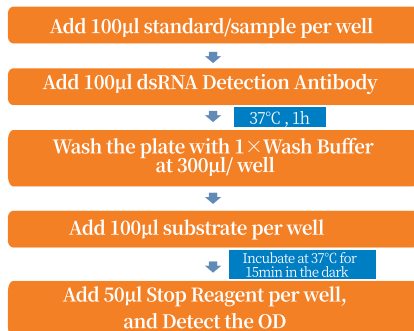 Add 100μl standard/sample per well
Add 100μl dsRNA Detection Antibody
37℃ , 1h
Wash the plate with 1×Wash Buffer
at 300μl/ well
Add 100μl substrate per well
Incubate at 37℃ for
15min in the dark
Add 50μl Stop Reagent per well,
and Detect the OD